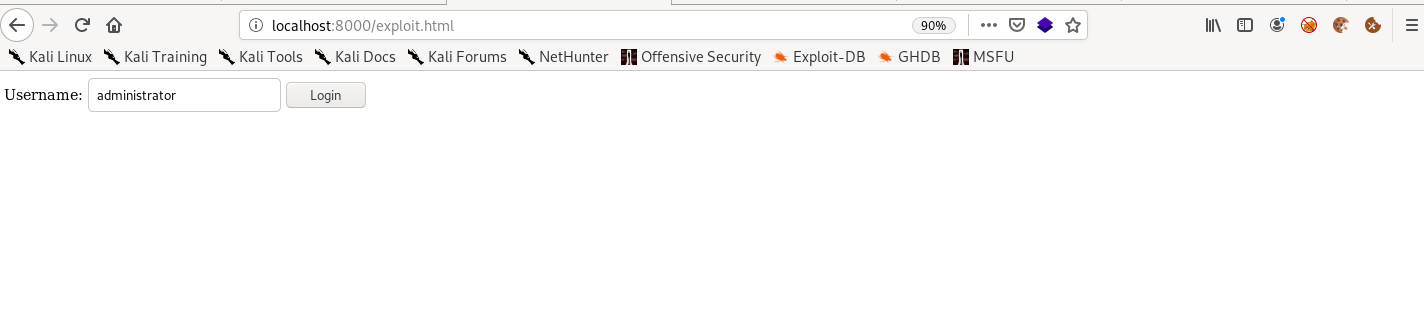 localhost:8000/exploit.html 90%
Kali Linux Kali Training Kali Tools Kali Docs Kali Forums NetHunter Offensive Security Exploit-DB GHDB MSFU
Username: administrator Login